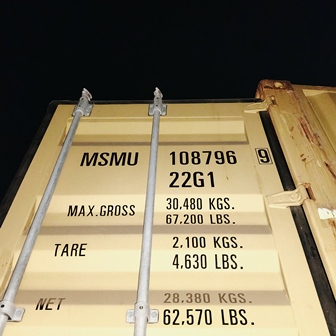 MSMU 108796 9
22G1
MAX.GROSS 30,480 KGS.
67,200 LBS.
TARE 2,100 KGS.
4,630 LBS.
NET 28,380 KGS.
62,570 LBS.